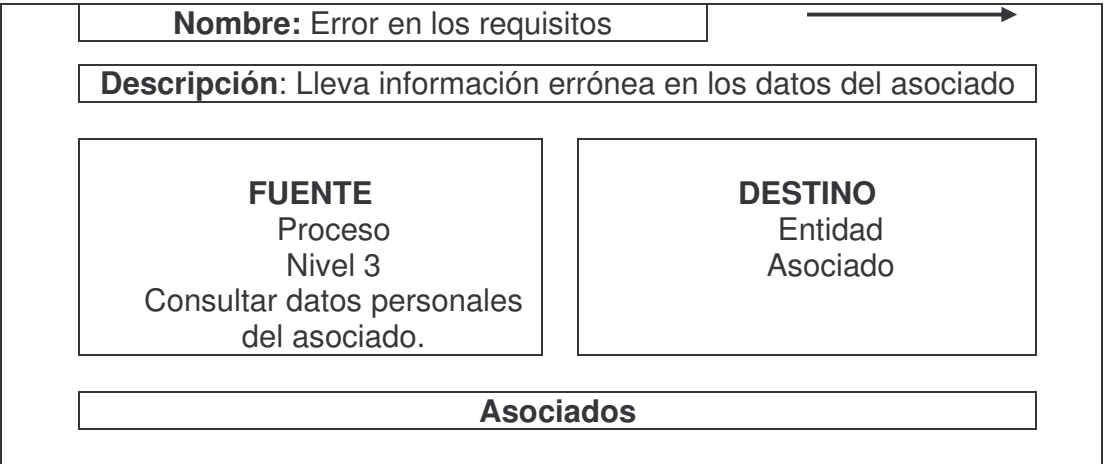 Nombre: Error en los requisitos
Descripción: Lleva información errónea en los datos del asociado
FUENTE
Proceso
Nivel 3
Consultar datos personales
del asociado.
DESTINO
Entidad
Asociado
Asociados